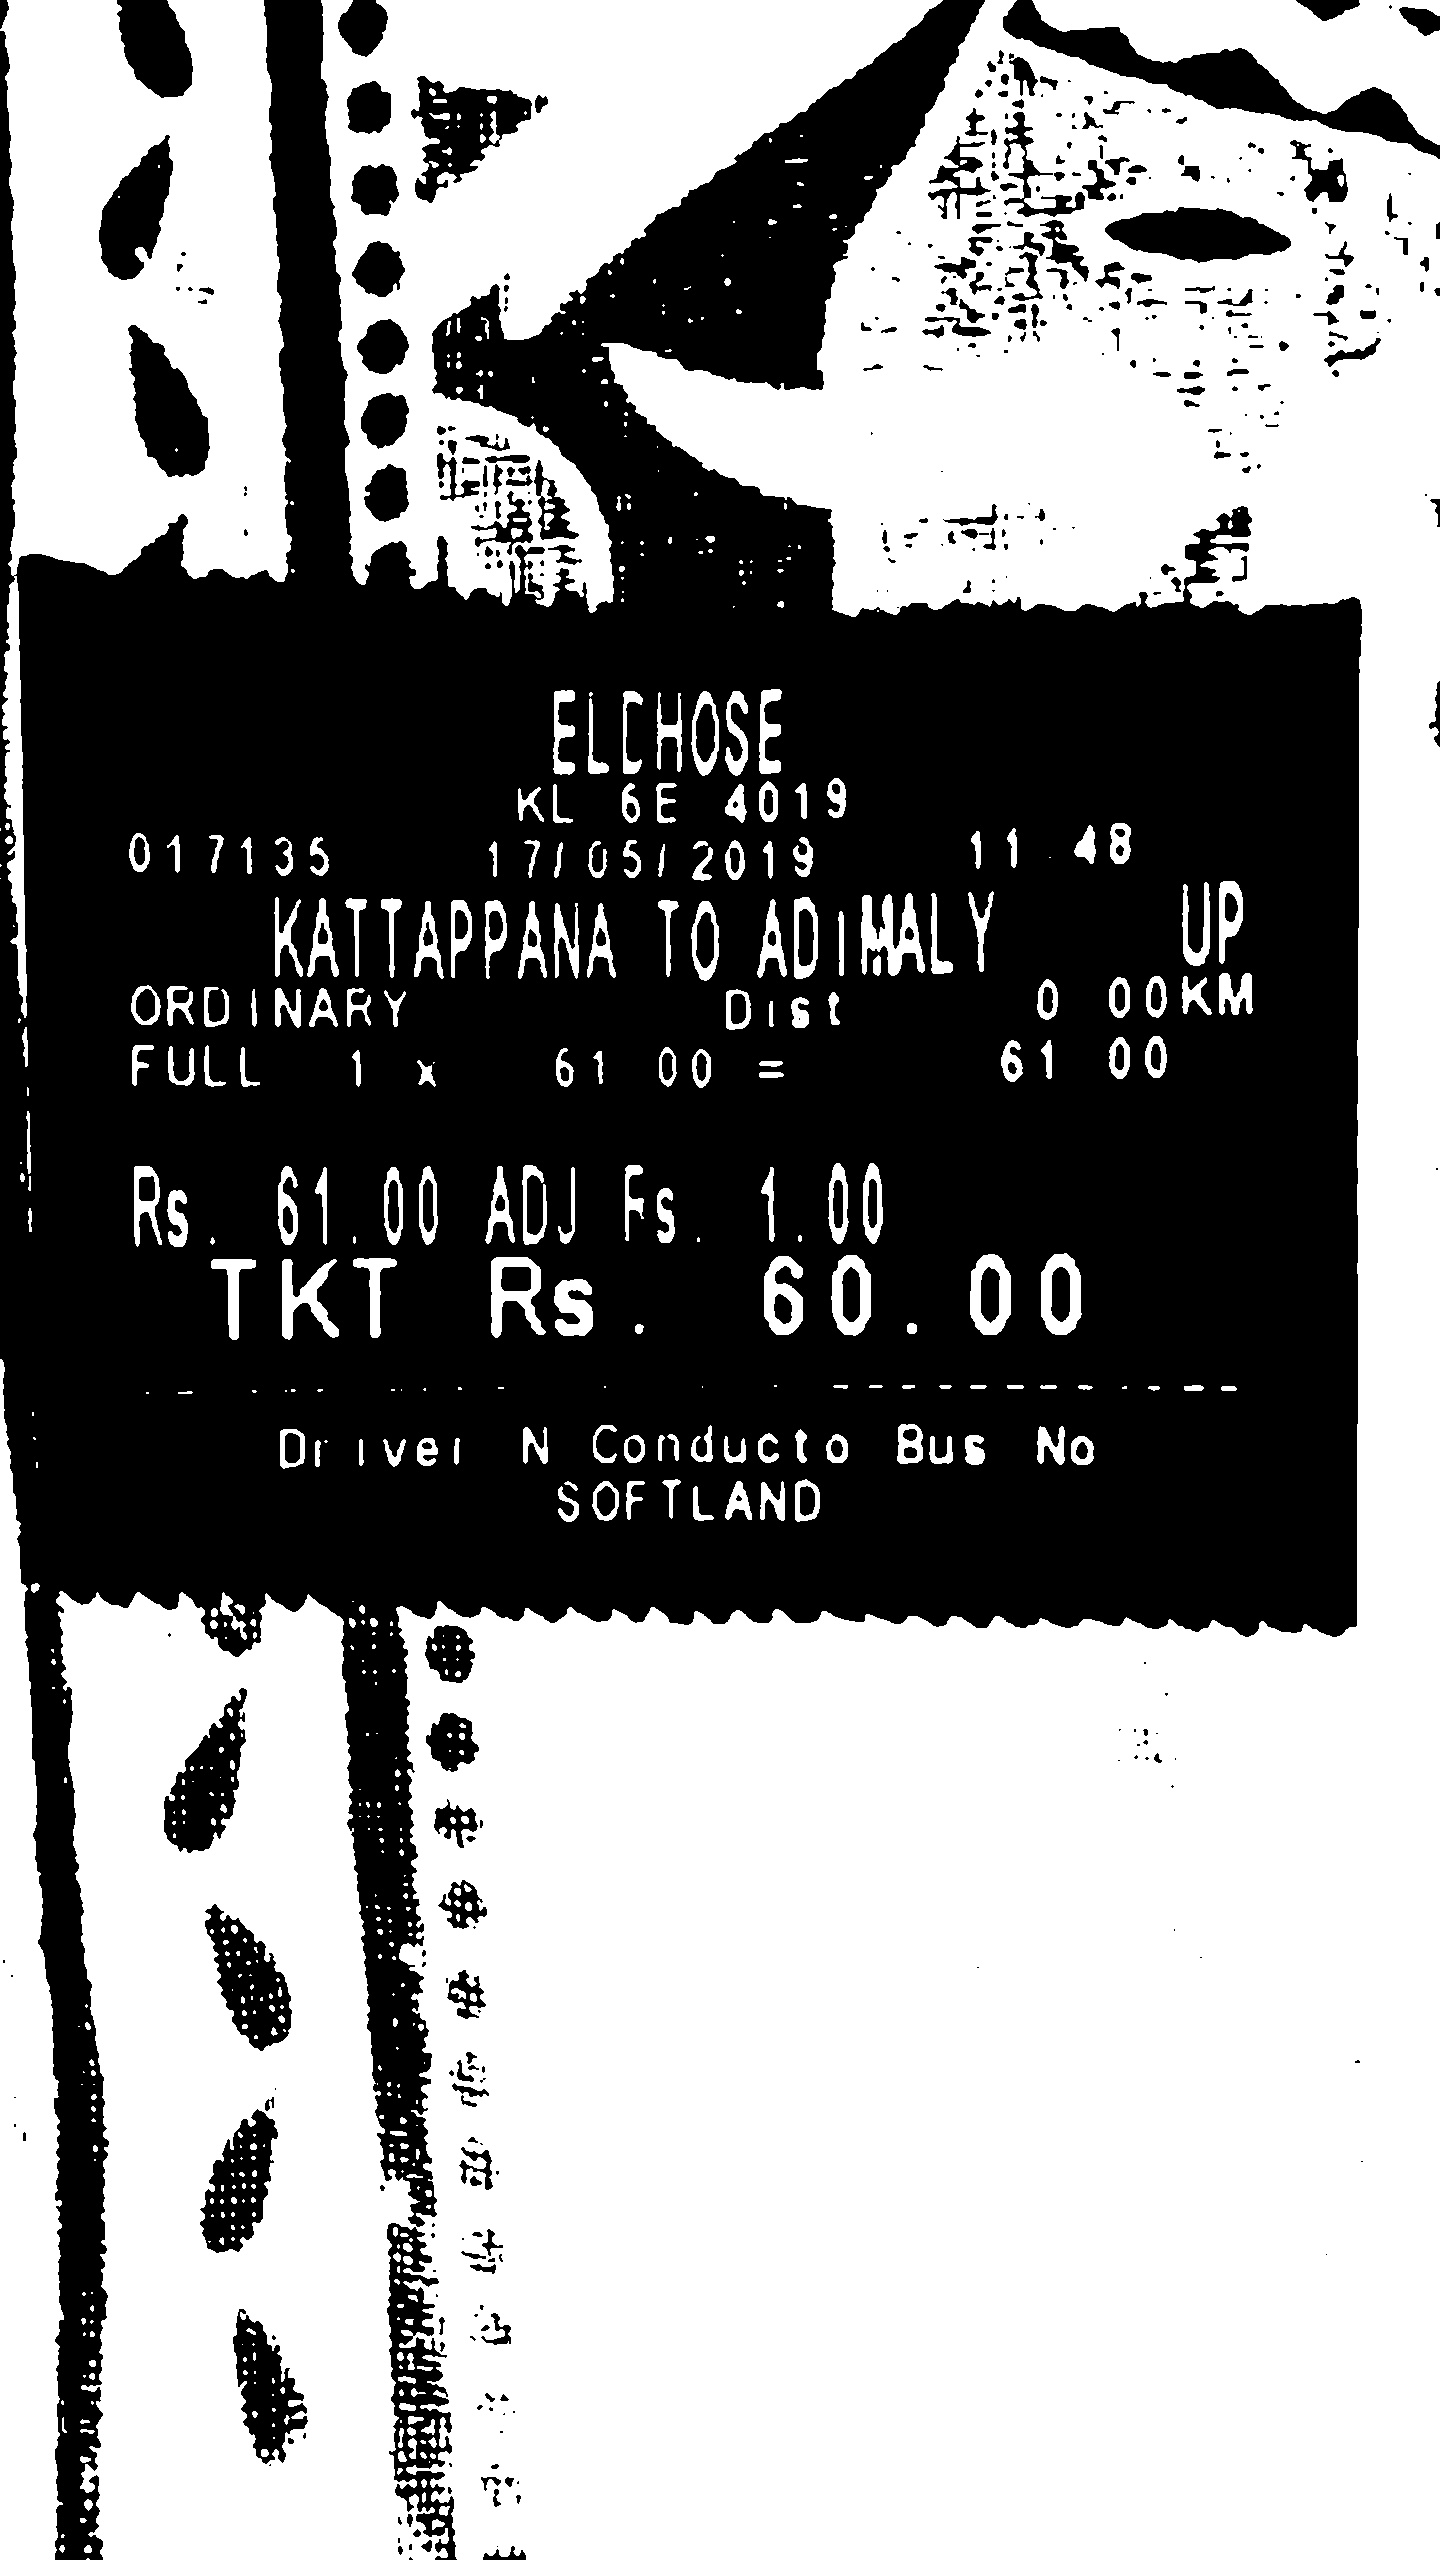 ELDHOSE
KL 6E 4019
017135 17/05/2019 11 48
KATTAPPANA TO ADIMALY UP
ORDINARY Dist 0 00KM
FULL 1 x 61 00 = 61 00
Rs. 61.00 ADJ Rs. 1.00
TKT Rs. 60.00
Driver N Conducto Bus No
SOFTLAND